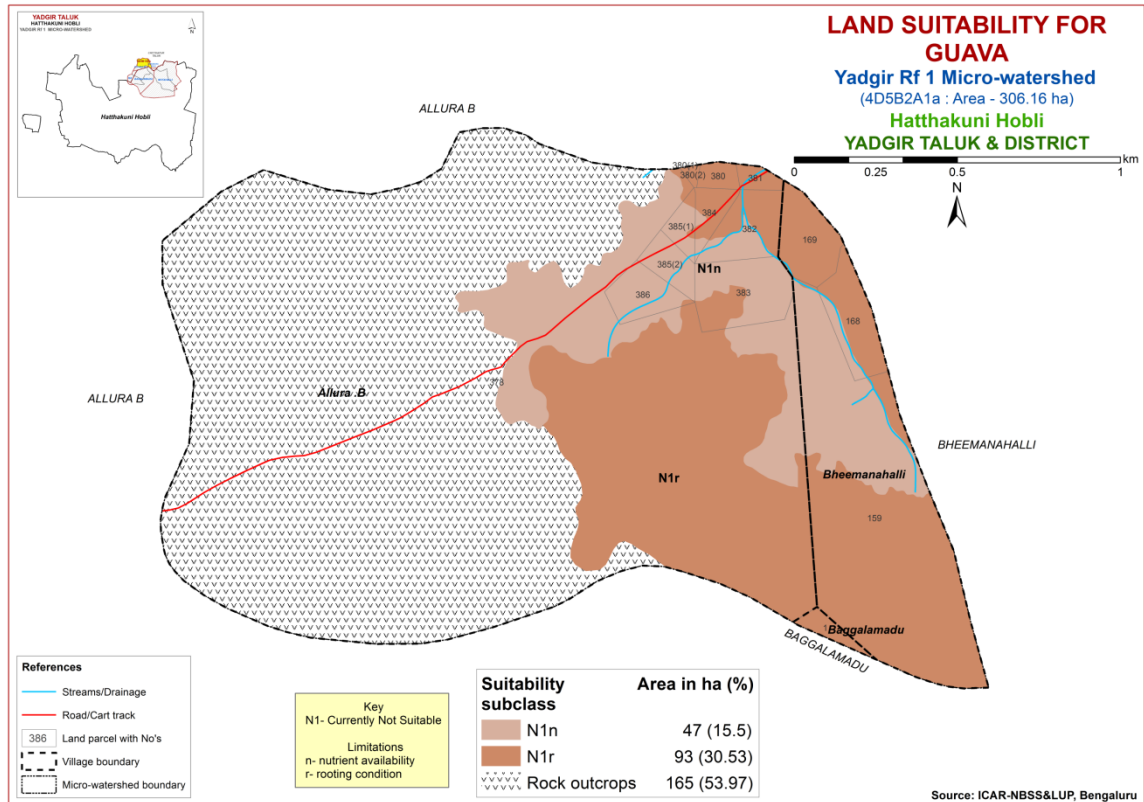 YADGIR TALUK
HATTHAKUNI HOBLI
YADGIR Rf 1 MICRO-WATERSHED
N
Hatthakuni Hobli
LAND SUITABILITY FOR
GUAVA
Yadgir Rf 1 Micro-watershed
(4D5B2A1a : Area - 306.16 ha)
Hatthakuni Hobli
YADGIR TALUK & DISTRICT
km
0 0.25 0.5 1
N
ALLURA B
380(1)
380(2)
380
381
384
385(1)
382
169
385(2)
N1n
386
383
168
378
Allura .B
ALLURA B
BHEEMANAHALLI
N1r
Bheemanahalli
159
Baggalamadu
BAGGALAMADU
References
Streams/Drainage
Road/Cart track
386 Land parcel with No's
Village boundary
Micro-watershed boundary
Key
N1- Currently Not Suitable
Limitations
n- nutrient availability
r- rooting condition
Suitability Area in ha (%)
subclass
N1n 47 (15.5)
N1r 93 (30.53)
Rock outcrops 165 (53.97)
Source: ICAR-NBSS&LUP, Bengaluru